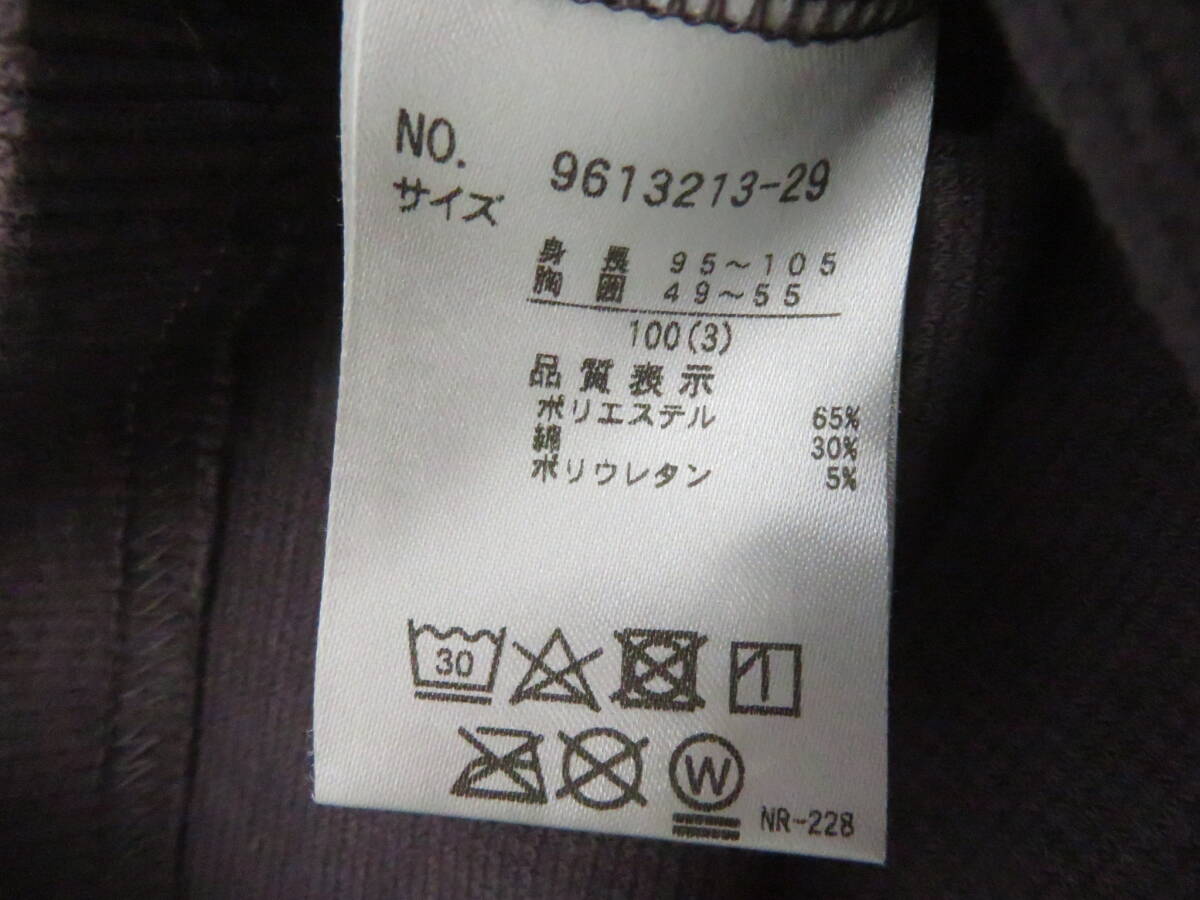 NO. 9613213-29
サイズ
身 長 95～105
胸 囲 49～55
100(3)
品質表示
ポリエステル 65%
綿 30%
ポリウレタン 5%
30
W
NR-228